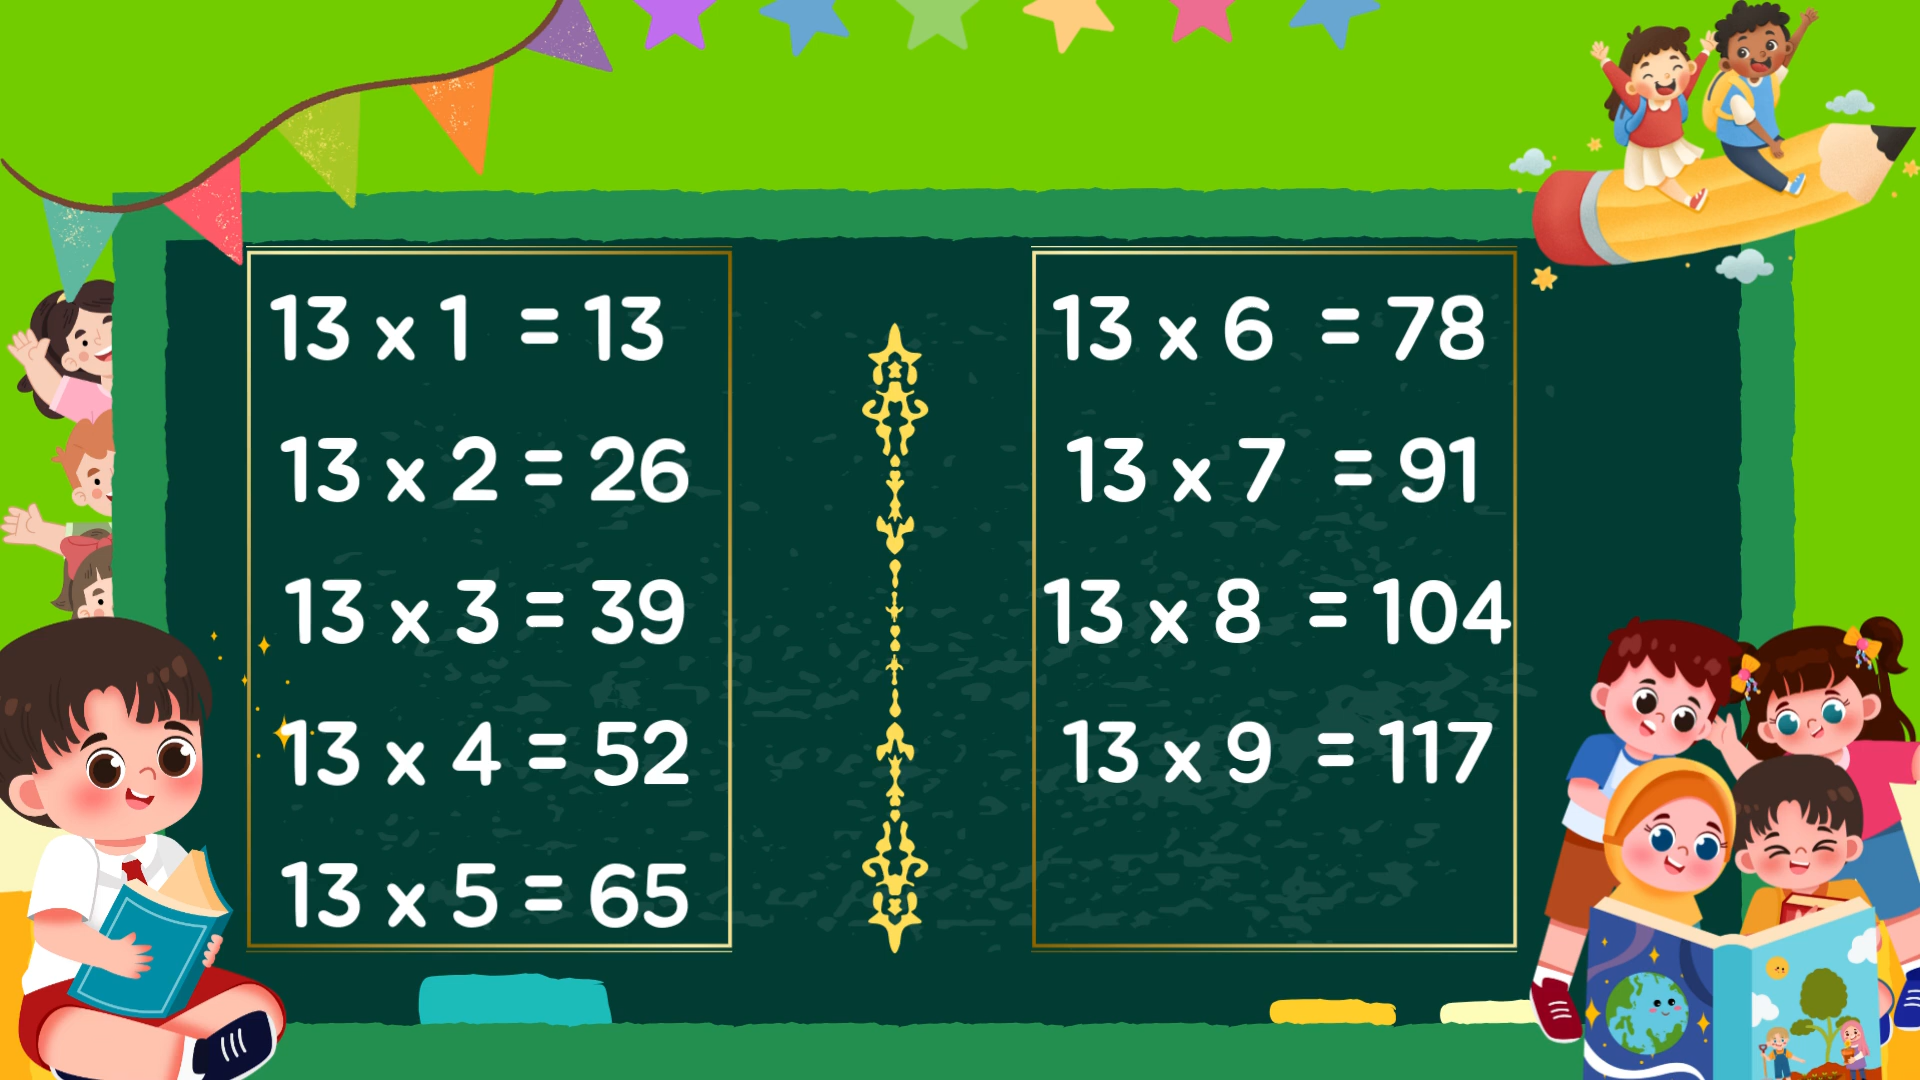 13 x 1 = 13
13 x 2 = 26
13 x 3 = 39
13 x 4 = 52
13 x 5 = 65
13 x 6 = 78
13 x 7 = 91
13 x 8 = 104
13 x 9 = 117